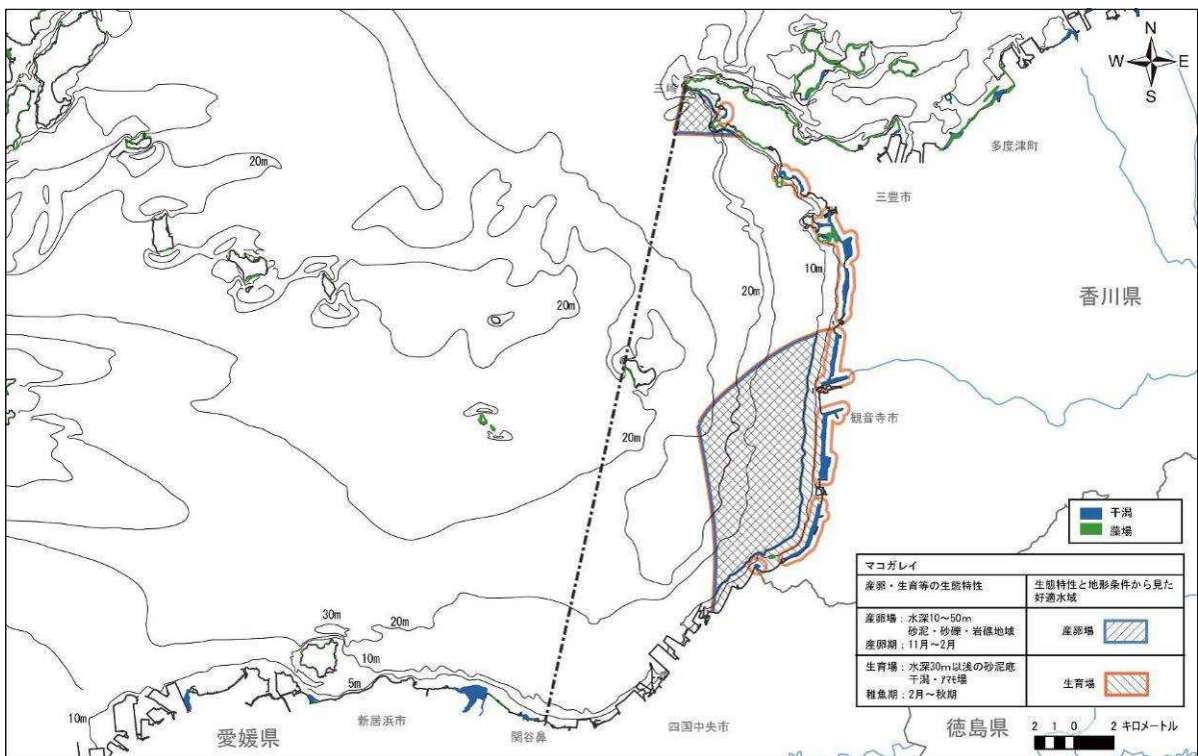 N
W E
S
三崎
20m
多度津町
三豊市
10m
20m
香川県
20m
観音寺市
20m
干潟
藻場
マコガレイ
産卵・生育等の生態特性
生態特性と地形条件から見た
好適水域
産卵場:水深10~50m
砂泥・砂礫・岩礁地域
産卵期:11月~2月
産卵場
生育場:水深30m以浅の砂泥底
干潟・アマモ場
稚魚期:2月~秋期
生育場
30m
20m
10m
5m
10m
新居浜市
関谷鼻
四国中央市
愛媛県
徳島県
2 1 0 2 キロメートル